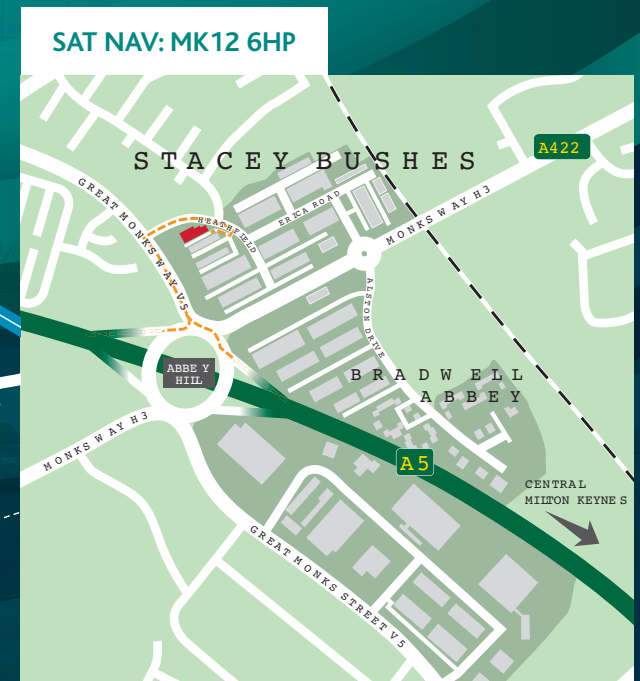 SAT NAV: MK12 6HP
A422
STACEY BUSHES
GREAT MONKS WAY V5
HEATHFIELD
ERICA ROAD
MONKS WAY H3
ALSTON DRIVE
ABBEY
HILL
BRADWELL
ABBEY
MONKS WAY H3
A5
CENTRAL
MILTON KEYNES
GREAT MONKS STREET V5